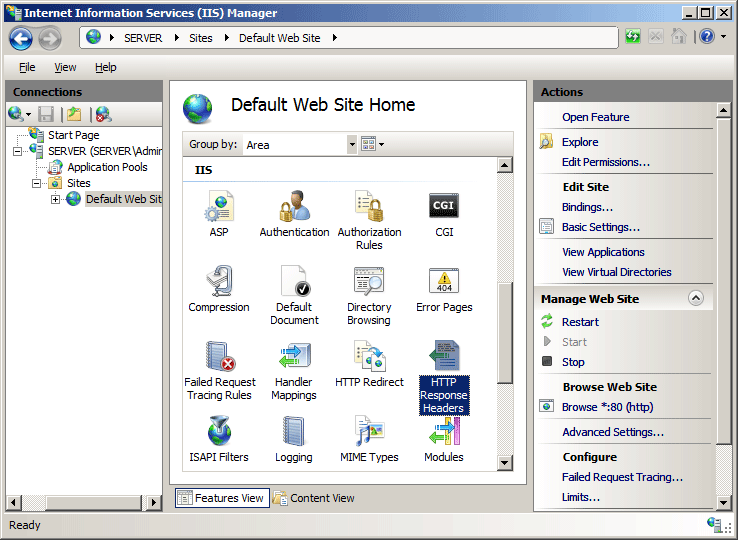 Internet Information Services (IIS) Manager
SERVER Sites Default Web Site
File View Help
Connections
Start Page
SERVER (SERVER\Admir
Application Pools
Sites
Default Web Sit
Default Web Site Home
Group by: Area
IIS
ASP
Authentication
Authorization
Rules
CGI
CGI
Compression
Default
Document
Directory
Browsing
404
Error Pages
Failed Request
Tracing Rules
Handler
Mappings
HTTP Redirect
HTTP
Response
Headers
ISAPI Filters
Logging
MIME Types
Modules
Features View
Content View
Actions
Open Feature
Explore
Edit Permissions...
Edit Site
Bindings...
Basic Settings...
View Applications
View Virtual Directories
Manage Web Site
Restart
Start
Stop
Browse Web Site
Browse *:80 (http)
Advanced Settings...
Configure
Failed Request Tracing...
Limits...
Ready